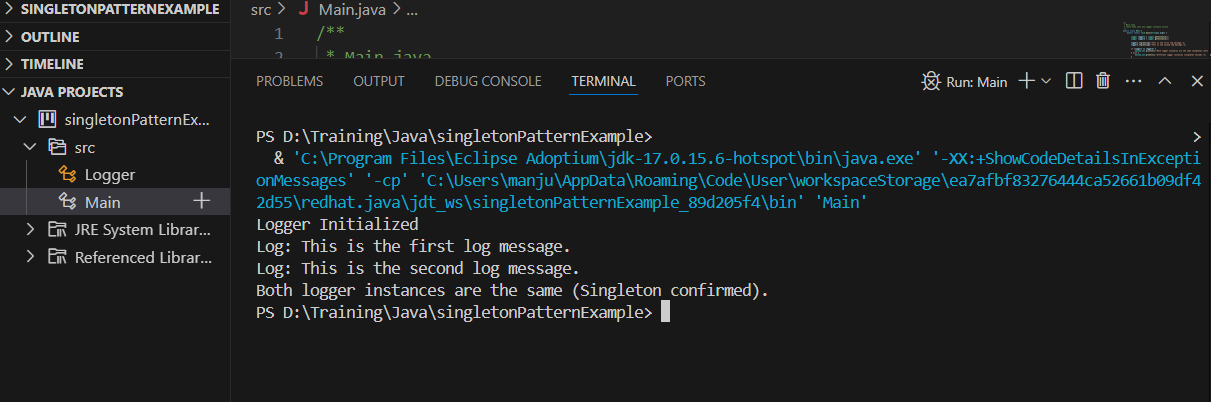 SINGLETONPATTERNEXAMPLE
OUTLINE
TIMELINE
JAVA PROJECTS
singletonPatternEx...
src
Logger
Main
JRE System Librar...
Referenced Librar...
src > J Main.java > ...
1 /**
2 * Main.java
PROBLEMS OUTPUT DEBUG CONSOLE TERMINAL PORTS
Run: Main
PS D:\Training\Java\singletonPatternExample>
& 'C:\Program Files\Eclipse Adoptium\jdk-17.0.15.6-hotspot\bin\java.exe' '-XX:+ShowCodeDetailsInExcepti
onMessages' '-cp' 'C:\Users\manju\AppData\Roaming\Code\User\workspaceStorage\ea7afbf83276444ca52661b09df4
2d55\redhat.java\jdt_ws\singletonPatternExample_89d205f4\bin' 'Main'
Logger Initialized
Log: This is the first log message.
Log: This is the second log message.
Both logger instances are the same (Singleton confirmed).
PS D:\Training\Java\singletonPatternExample>